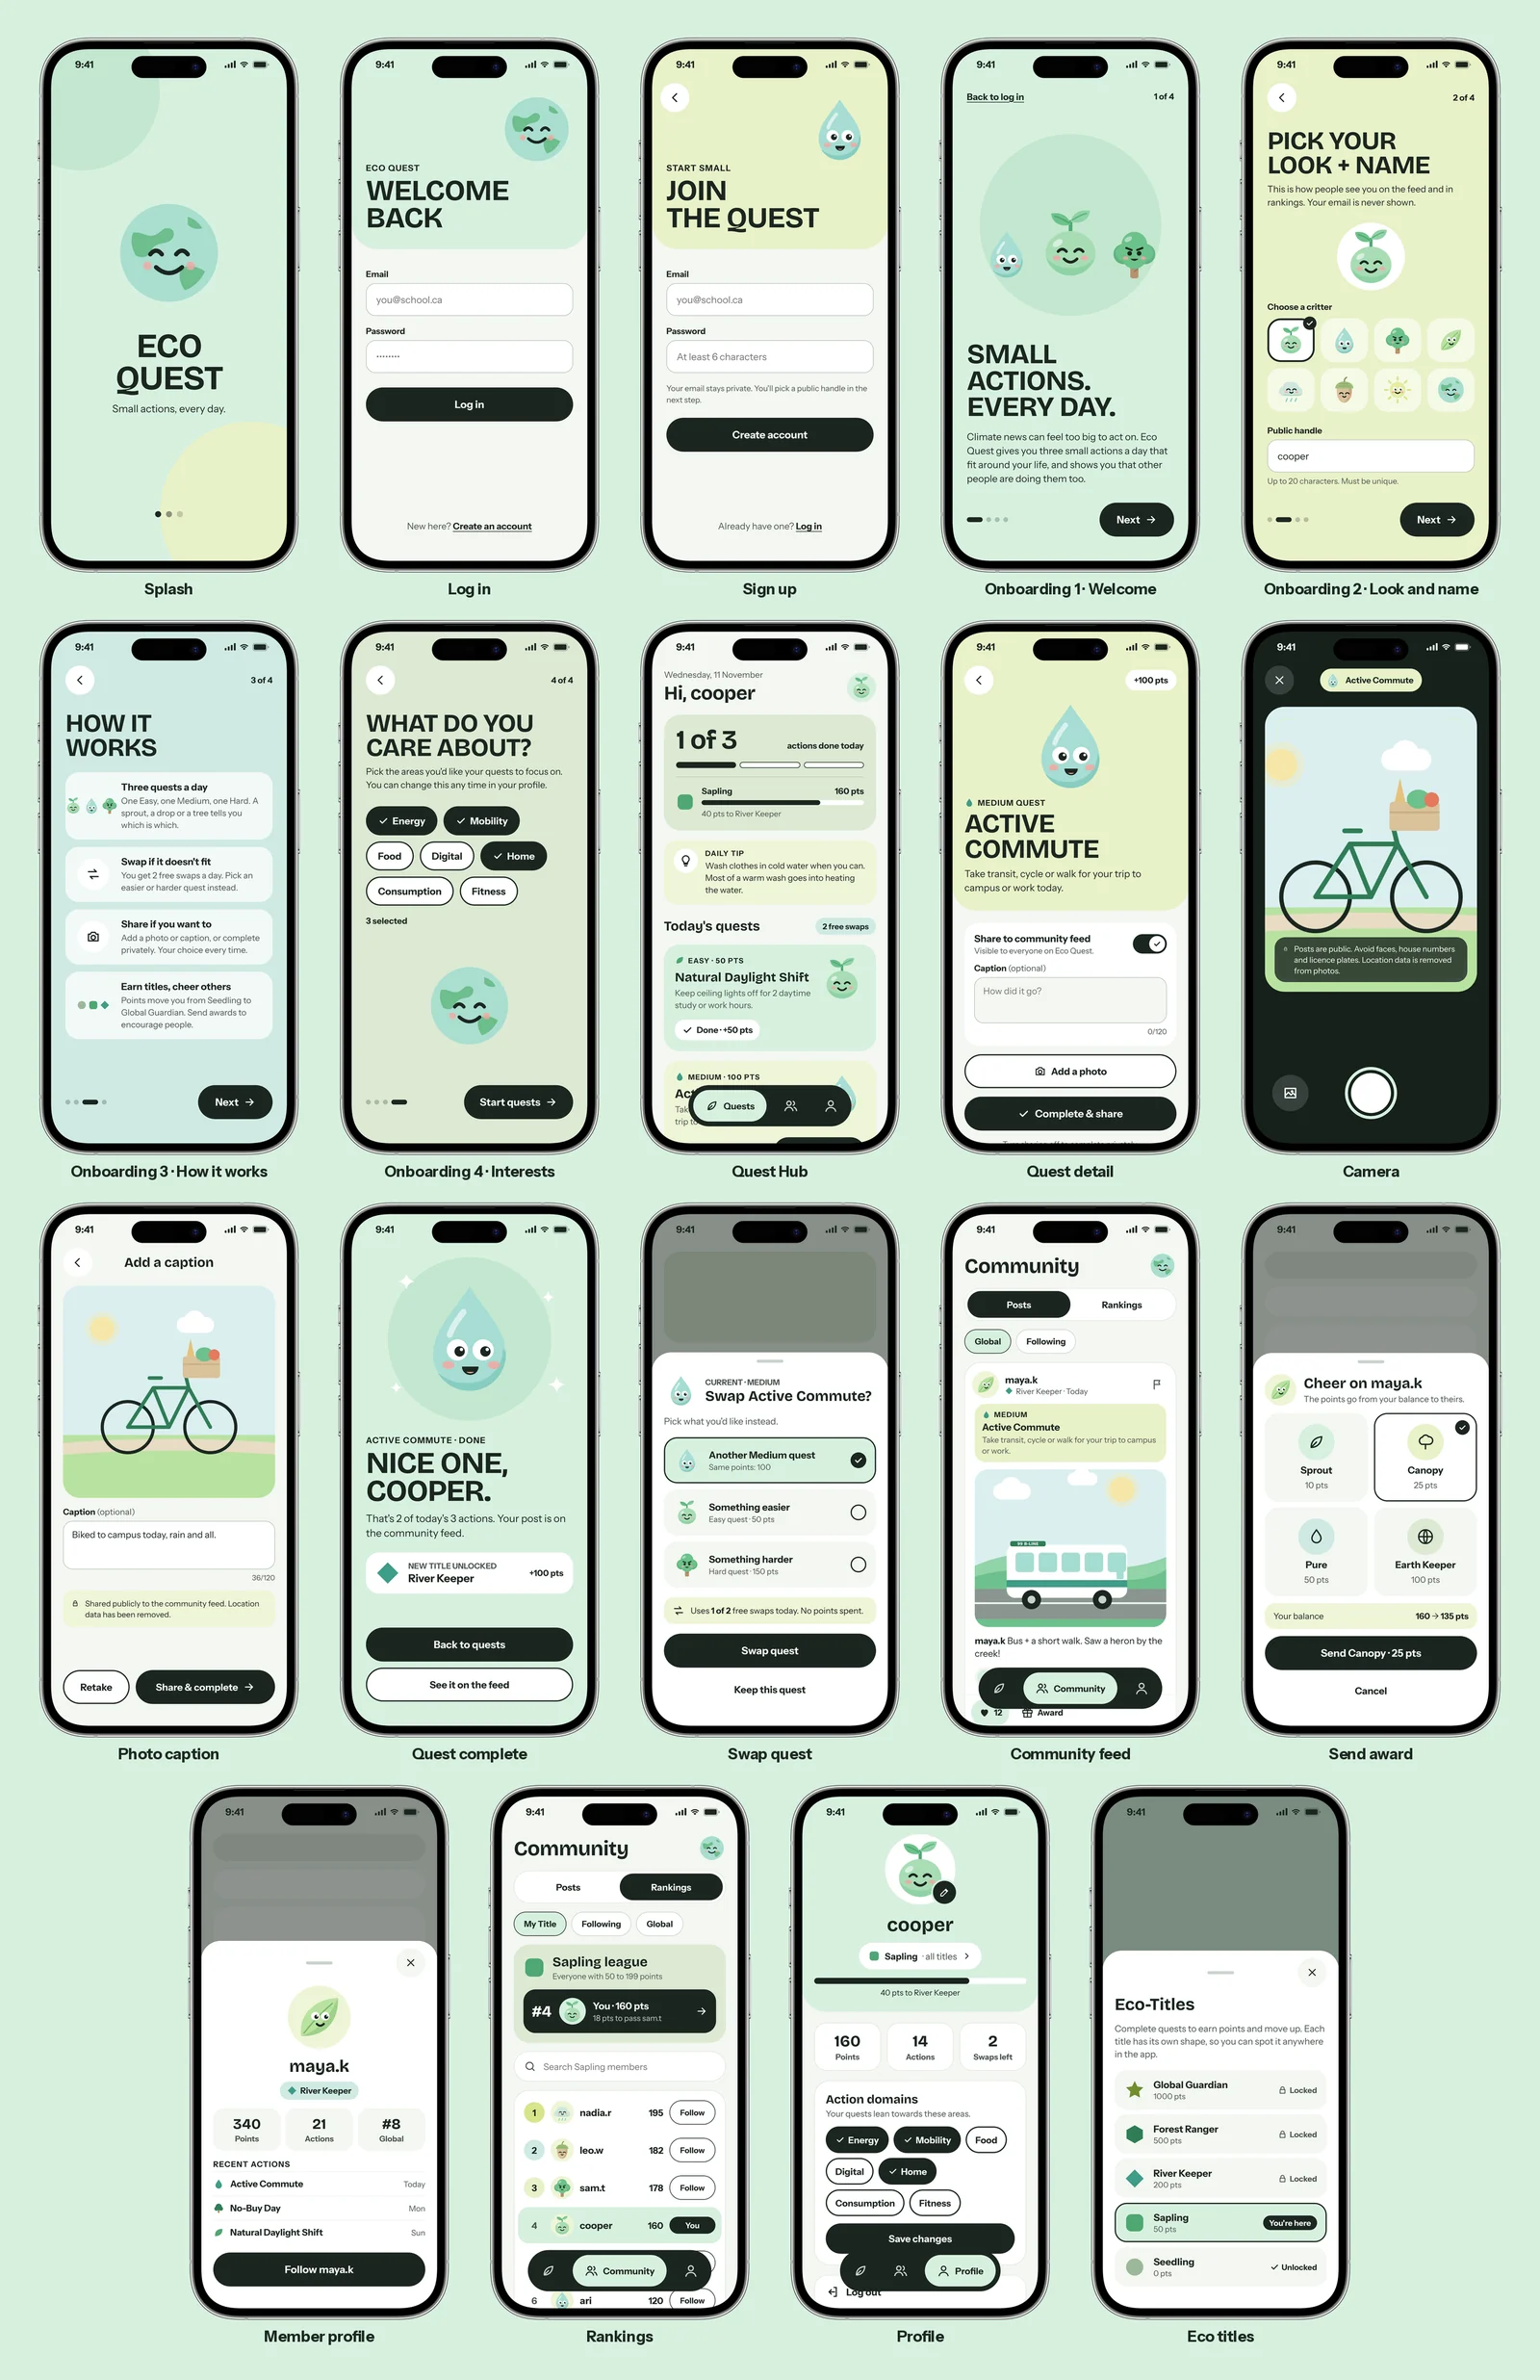 9:41
ECO
QUEST
Small actions, every day.
Splash
9:41
ECO QUEST
WELCOME
BACK
Email
you@school.ca
Password
Log in
New here? Create an account
Log in
9:41
START SMALL
JOIN
THE QUEST
Email
you@school.ca
Password
At least 6 characters
Your email stays private. You'll pick a public handle in the
next step.
Create account
Already have one? Log in
Sign up
9:41
Back to log in
1 of 4
SMALL
ACTIONS.
EVERY DAY.
Climate news can feel too big to act on. Eco
Quest gives you three small actions a day that
fit around your life, and shows you that other
people are doing them too.
Next →
Onboarding 1 · Welcome
9:41
2 of 4
PICK YOUR
LOOK + NAME
This is how people see you on the feed and in
rankings. Your email is never shown.
Choose a critter
Public handle
cooper
Up to 20 characters. Must be unique.
Next →
Onboarding 2 · Look and name
9:41
3 of 4
HOW IT
WORKS
Three quests a day
One Easy, one Medium, one Hard. A
sprout, a drop or a tree tells you
which is which.
Swap if it doesn't fit
You get 2 free swaps a day. Pick an
easier or harder quest instead.
Share if you want to
Add a photo or caption, or complete
privately. Your choice every time.
Earn titles, cheer others
Points move you from Seedling to
Global Guardian. Send awards to
encourage people.
Next →
Onboarding 3 · How it works
9:41
4 of 4
WHAT DO YOU
CARE ABOUT?
Pick the areas you'd like your quests to focus on.
You can change this any time in your profile.
Energy
Mobility
Food
Digital
Home
Consumption
Fitness
3 selected
Start quests →
Onboarding 4 · Interests
9:41
Wednesday, 11 November
Hi, cooper
1 of 3
actions done today
Sapling
160 pts
40 pts to River Keeper
DAILY TIP
Wash clothes in cold water when you can.
Most of a warm wash goes into heating
the water.
Today's quests
2 free swaps
EASY · 50 PTS
Natural Daylight Shift
Keep ceiling lights off for 2 daytime
study or work hours.
Done · +50 pts
MEDIUM · 100 PTS
Quests
Quest Hub
9:41
+100 pts
MEDIUM QUEST
ACTIVE
COMMUTE
Take transit, cycle or walk for your trip to
campus or work today.
Share to community feed
Visible to everyone on Eco Quest.
Caption (optional)
How did it go?
0/120
Add a photo
Complete & share
Quest detail
9:41
Active Commute
Posts are public. Avoid faces, house numbers
and licence plates. Location data is removed
from photos.
Camera
9:41
Add a caption
Caption (optional)
Biked to campus today, rain and all.
36/120
Shared publicly to the community feed. Location
data has been removed.
Retake
Share & complete →
Photo caption
9:41
ACTIVE COMMUTE · DONE
NICE ONE,
COOPER.
That's 2 of today's 3 actions. Your post is on
the community feed.
NEW TITLE UNLOCKED
River Keeper
+100 pts
Back to quests
See it on the feed
Quest complete
9:41
CURRENT · MEDIUM
Swap Active Commute?
Pick what you'd like instead.
Another Medium quest
Same points: 100
Something easier
Easy quest · 50 pts
Something harder
Hard quest · 150 pts
Uses 1 of 2 free swaps today. No points spent.
Swap quest
Keep this quest
Swap quest
9:41
Community
Posts
Rankings
Global
Following
maya.k
River Keeper · Today
MEDIUM
Active Commute
Take transit, cycle or walk for your trip to campus
or work.
99 B-LINE
maya.k Bus + a short walk. Saw a heron by the
creek!
Community
12
Award
Community feed
9:41
Cheer on maya.k
The points go from your balance to theirs.
Sprout
10 pts
Canopy
25 pts
Pure
50 pts
Earth Keeper
100 pts
Your balance
160 → 135 pts
Send Canopy · 25 pts
Cancel
Send award
9:41
maya.k
River Keeper
340
Points
21
Actions
#8
Global
RECENT ACTIONS
Active Commute
Today
No-Buy Day
Mon
Natural Daylight Shift
Sun
Follow maya.k
Member profile
9:41
Community
Posts
Rankings
My Title
Following
Global
Sapling league
Everyone with 50 to 199 points
#4
You · 160 pts
18 pts to pass sam.t
Search Sapling members
1 nadia.r 195 Follow
2 leo.w 182 Follow
3 sam.t 178 Follow
4 cooper 160 You
Community
6 ari 120 Follow
Rankings
9:41
cooper
Sapling · all titles
40 pts to River Keeper
160
Points
14
Actions
2
Swaps left
Action domains
Your quests lean towards these areas.
Energy
Mobility
Food
Digital
Home
Consumption
Fitness
Save changes
Profile
Log out
Profile
9:41
Eco-Titles
Complete quests to earn points and move up. Each
title has its own shape, so you can spot it anywhere
in the app.
Global Guardian
1000 pts
Locked
Forest Ranger
500 pts
Locked
River Keeper
200 pts
Locked
Sapling
50 pts
You're here
Seedling
0 pts
Unlocked
Eco titles